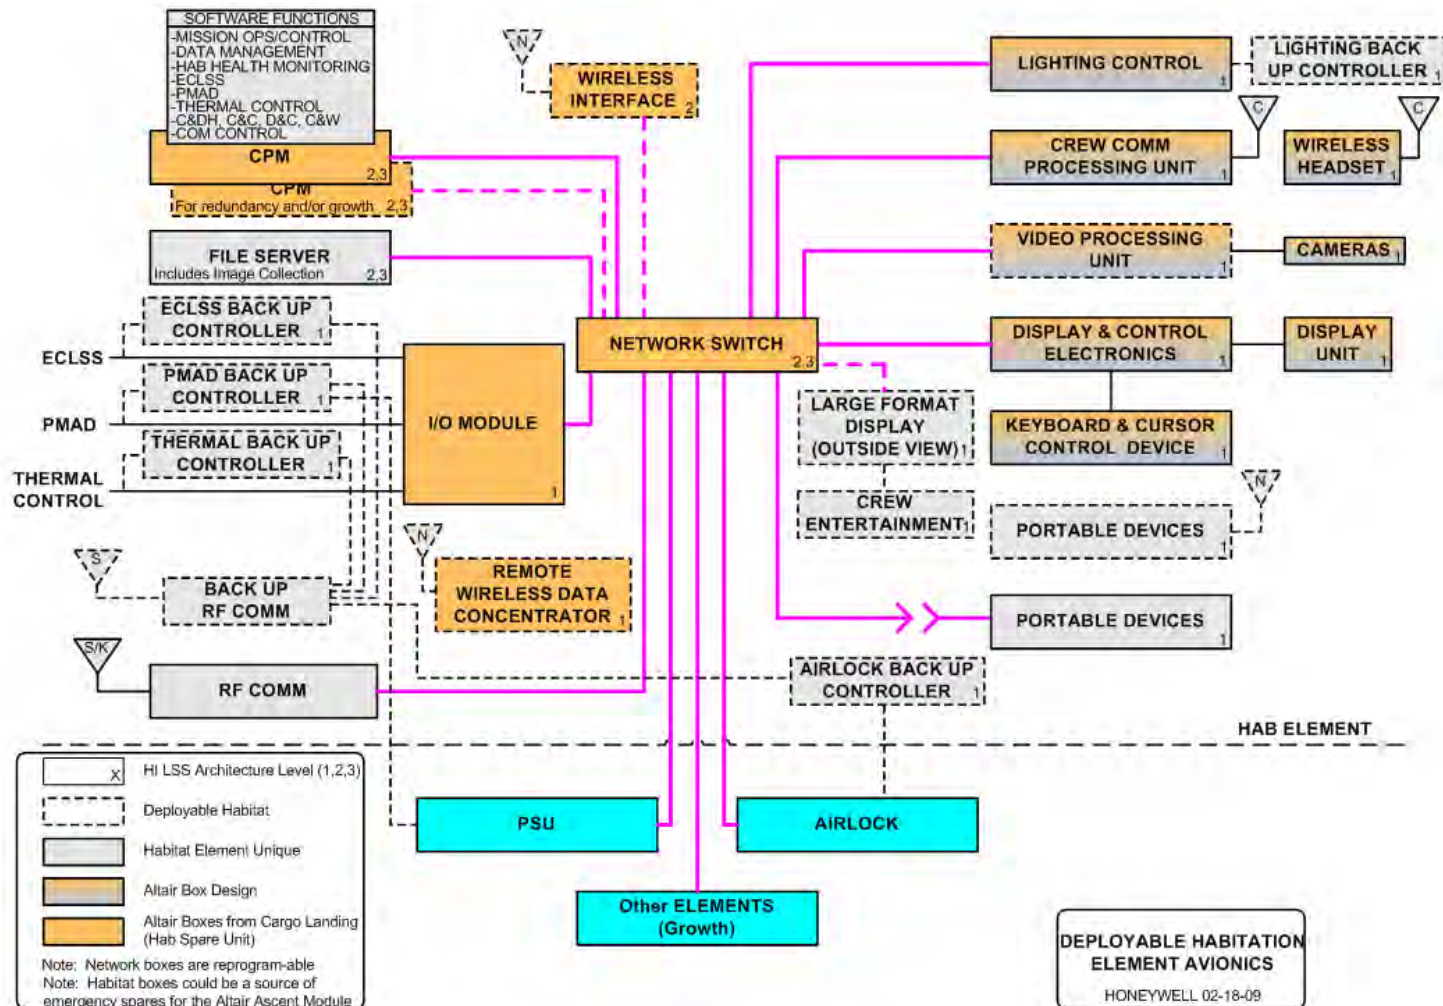 SOFTWARE FUNCTIONS
-MISSION OPS/CONTROL
-DATA MANAGEMENT
-HAB HEALTH MONITORING
-ECLSS
-PMAD
-THERMAL CONTROL
-C&DH, C&C, D&C, C&W
-COM CONTROL
CPM
2,3
CPM
For redundancy and/or growth 2,3
FILE SERVER
Includes Image Collection 2,3
ECLSS BACK UP
CONTROLLER 1
ECLSS
PMAD BACK UP
CONTROLLER 1
PMAD
THERMAL BACK UP
CONTROLLER 1
THERMAL
CONTROL
I/O MODULE
1
S
BACK UP
RF COMM
S/K
RF COMM
N
WIRELESS
INTERFACE 2
NETWORK SWITCH
2,3
N
REMOTE
WIRELESS DATA
CONCENTRATOR 1
LIGHTING CONTROL
1
LIGHTING BACK
UP CONTROLLER 1
C
C
CREW COMM
PROCESSING UNIT 1
WIRELESS
HEADSET 1
VIDEO PROCESSING
UNIT 1
CAMERAS 1
DISPLAY & CONTROL
ELECTRONICS 1
DISPLAY
UNIT 1
KEYBOARD & CURSOR
CONTROL DEVICE 1
LARGE FORMAT
DISPLAY
(OUTSIDE VIEW) 1
CREW
ENTERTAINMENT 1
N
PORTABLE DEVICES
1
PORTABLE DEVICES
1
AIRLOCK BACK UP
CONTROLLER 1
HAB ELEMENT
PSU
AIRLOCK
Other ELEMENTS
(Growth)
X HI LSS Architecture Level (1,2,3)
Deployable Habitat
Habitat Element Unique
Altair Box Design
Altair Boxes from Cargo Landing
(Hab Spare Unit)
Note: Network boxes are reprogram-able
Note: Habitat boxes could be a source of
emergency spares for the Altair Ascent Module
DEPLOYABLE HABITATION
ELEMENT AVIONICS
HONEYWELL 02-18-09